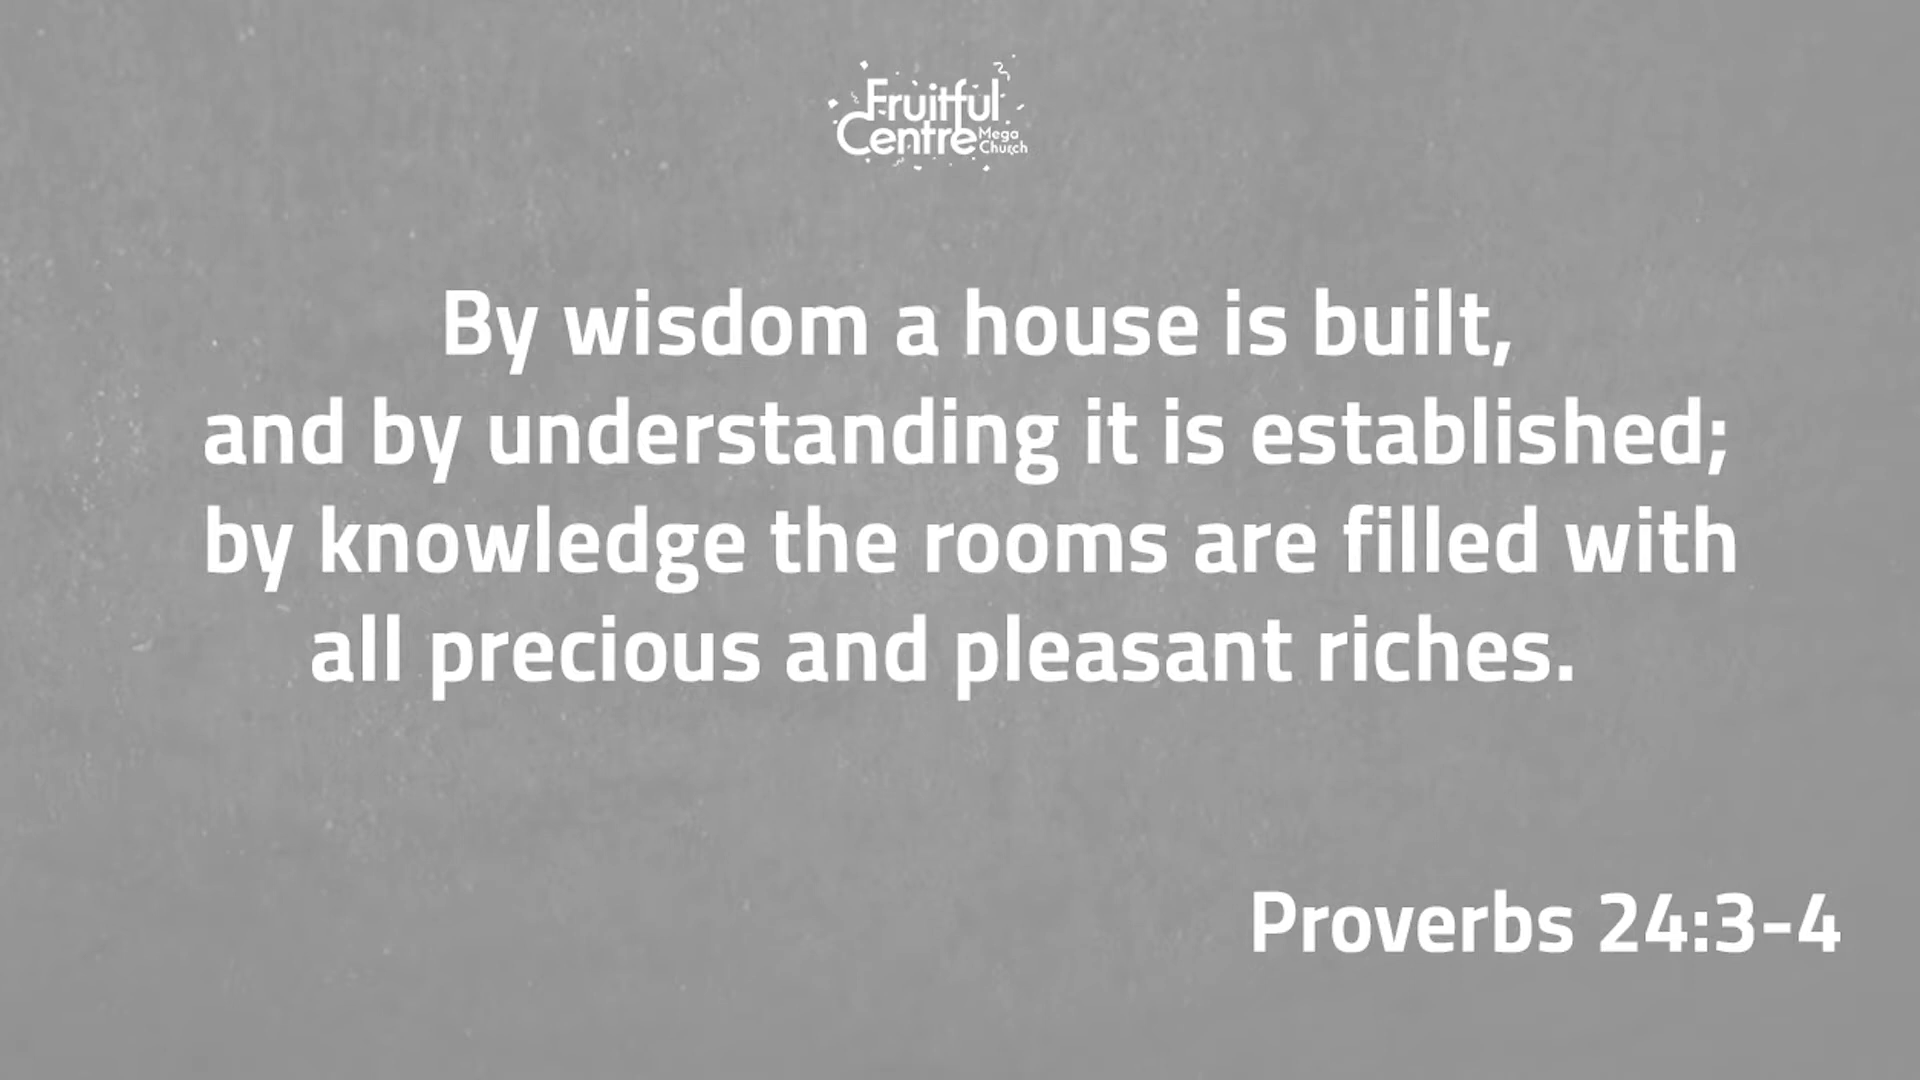 Fruitful
Centre Mega
Church
By wisdom a house is built,
and by understanding it is established;
by knowledge the rooms are filled with
all precious and pleasant riches.
Proverbs 24:3-4